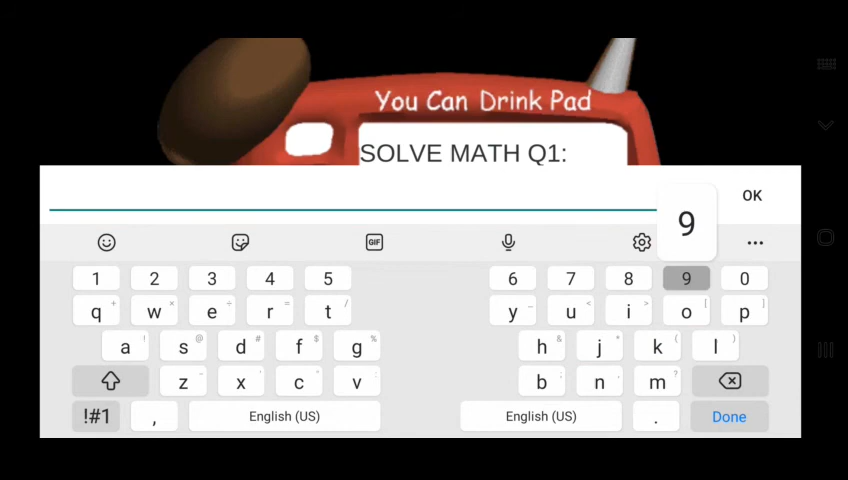 You Can Drink Pad
SOLVE MATH Q1:
OK
9
GIF
1 2 3 4 5 6 7 8 9 0
q + w × e ÷ r = t / y _ u < i > o [ p ]
a ! s @ d # f $ g % h & j * k ( l )
z - x ' c " v : b ; n , m ?
!#1 , English (US) English (US) . Done